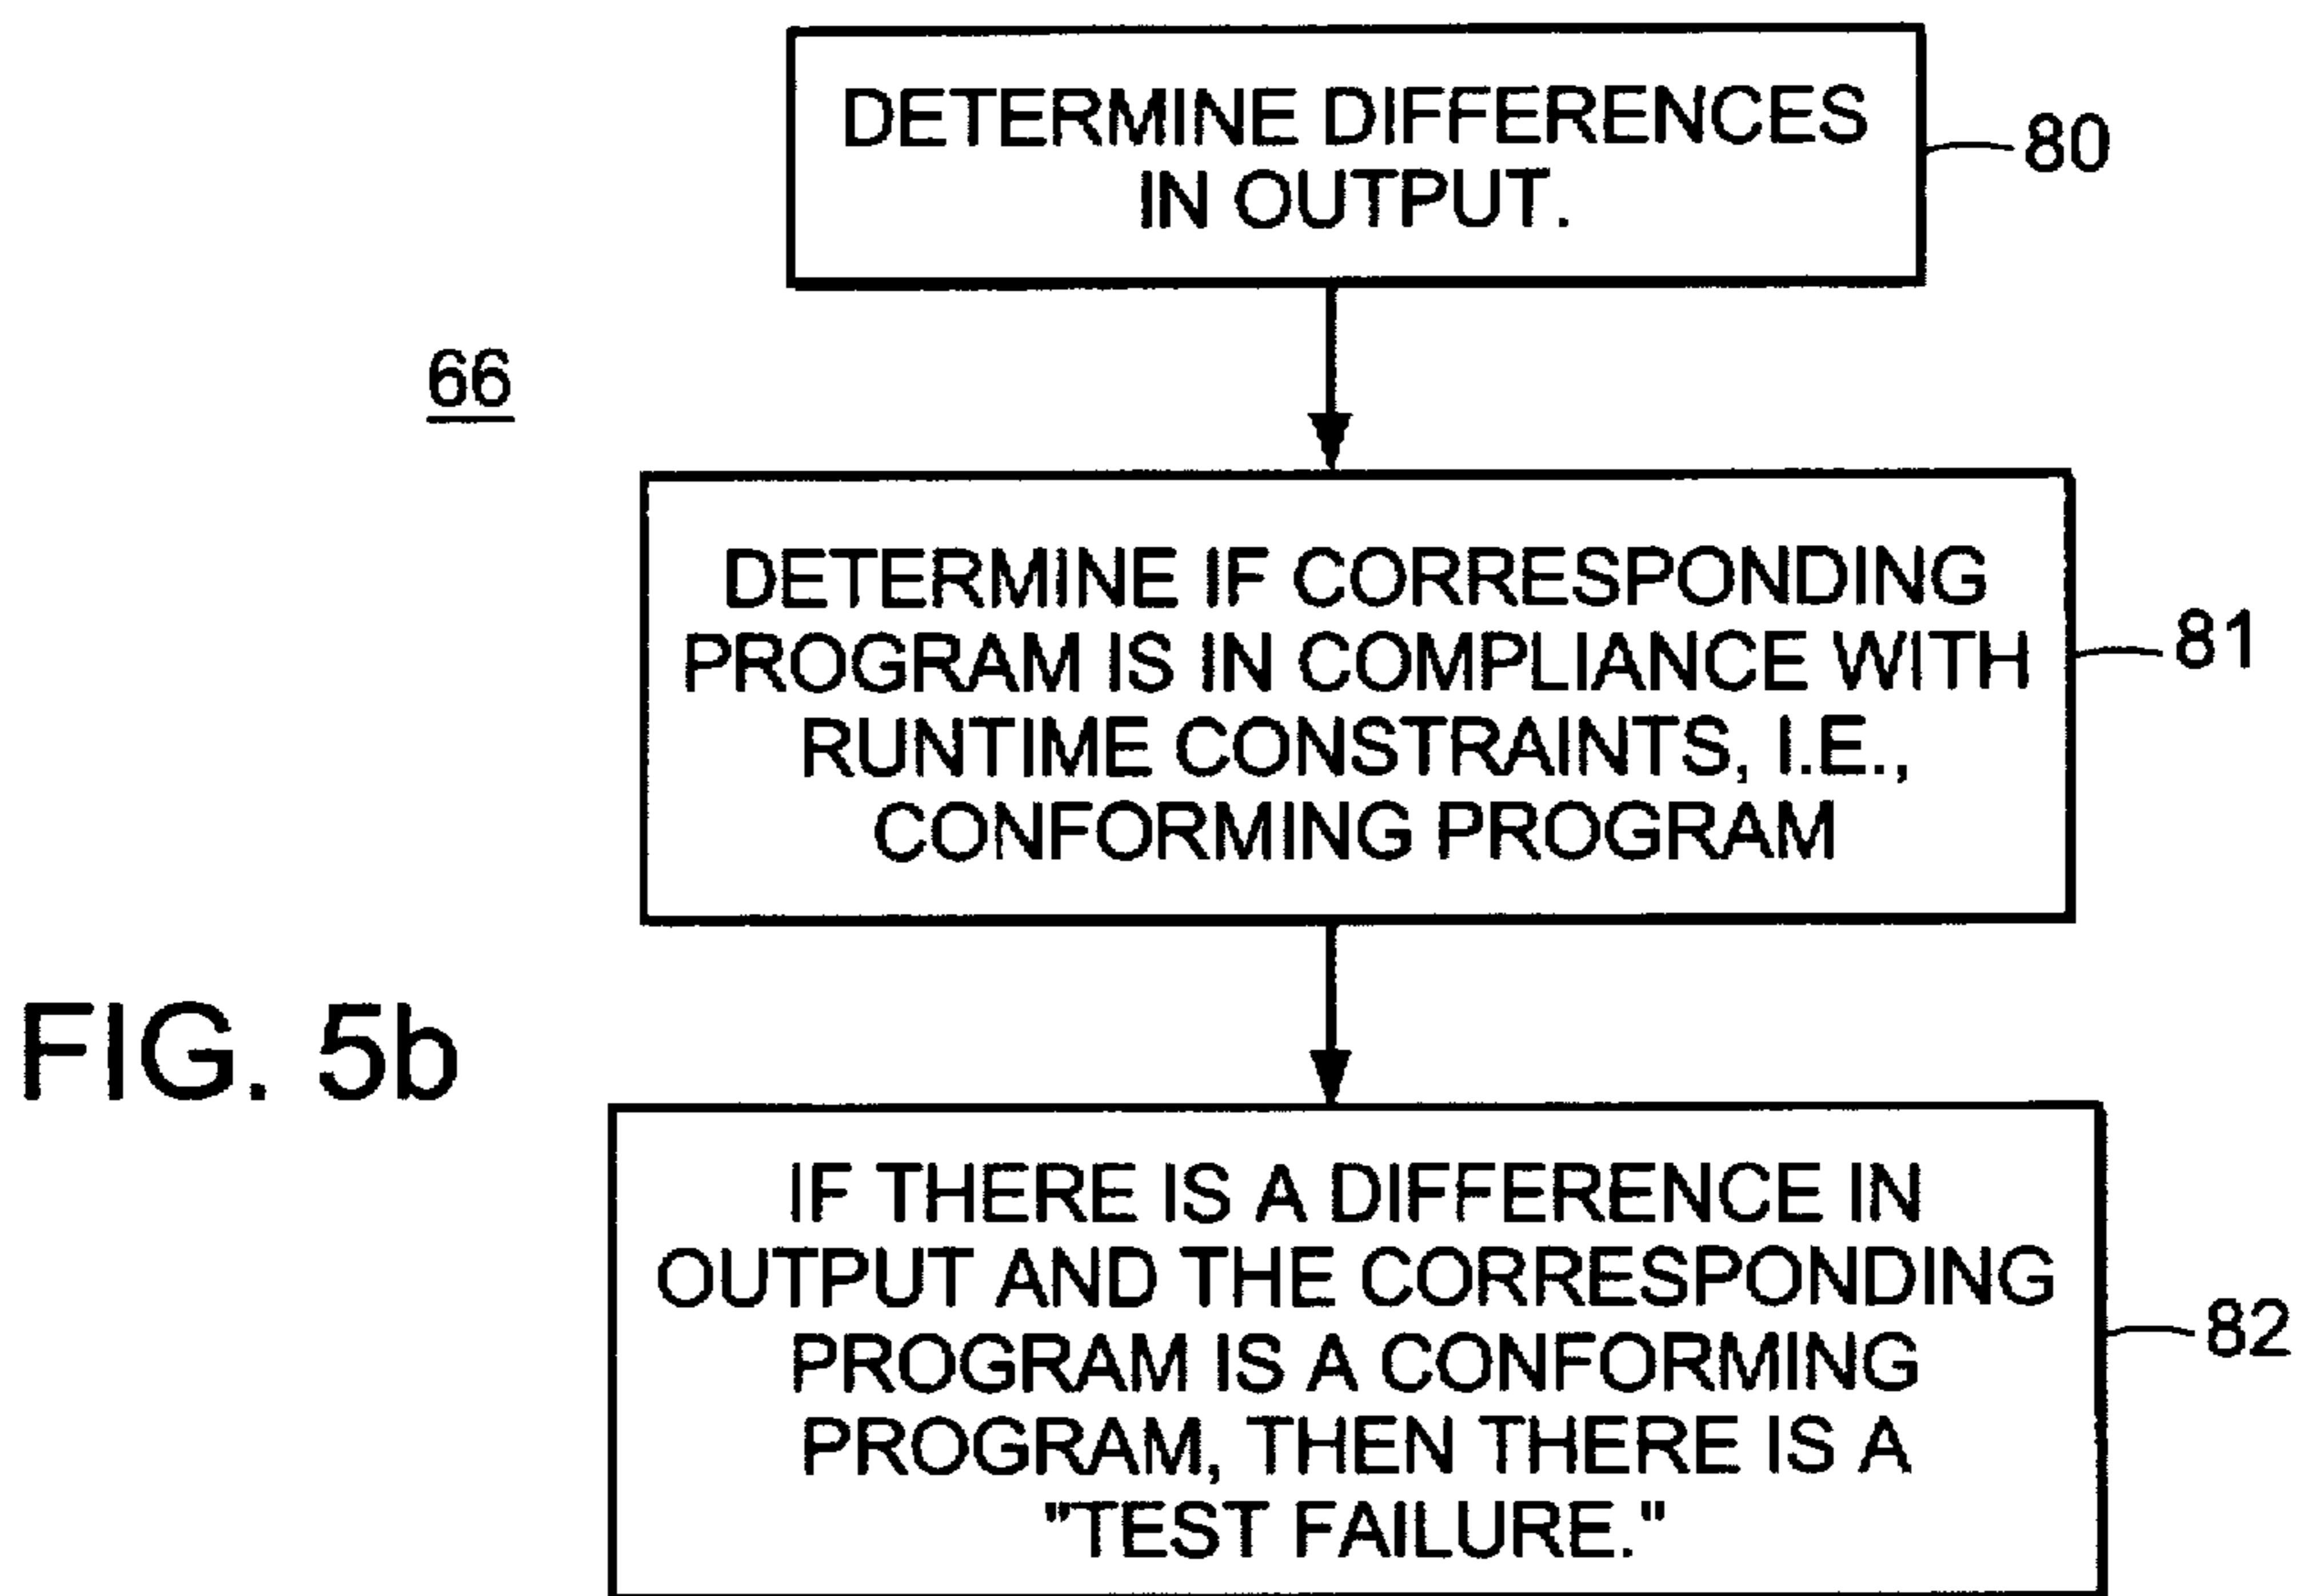 DETERMINE DIFFERENCES
IN OUTPUT.
80
66
DETERMINE IF CORRESPONDING
PROGRAM IS IN COMPLIANCE WITH
RUNTIME CONSTRAINTS, I.E.,
CONFORMING PROGRAM
81
FIG. 5b
IF THERE IS A DIFFERENCE IN
OUTPUT AND THE CORRESPONDING
PROGRAM IS A CONFORMING
PROGRAM, THEN THERE IS A
"TEST FAILURE."
82